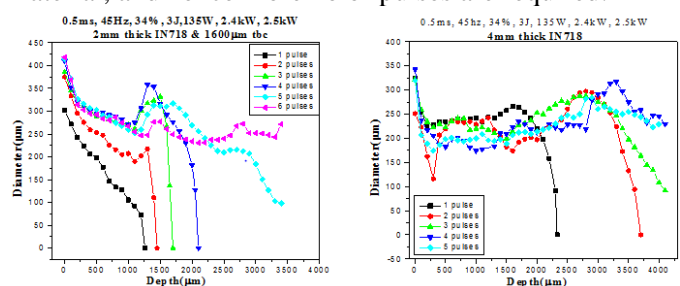 0.5ms, 45Hz, 34%, 3J,135W, 2.4kW, 2.5kW
2mm thick IN718 & 1600μm tbc
450
400
350
300
250
200
150
100
50
0
Diameter(μm)
1 pulse
2 pulses
3 pulses
4 pulses
5 pulses
6 pulses
0 500 1000 1500 2000 2500 3000 3500 4000
Depth(μm)
0.5ms, 45hz, 34%, 3J, 135W, 2.4kW, 2.5kW
4mm thick IN718
400
350
300
250
200
150
100
50
0
Diameter(μm)
1 pulse
2 pulses
3 pulses
4 pulses
5 pulses
0 500 1000 1500 2000 2500 3000 3500 4000
Depth(μm)